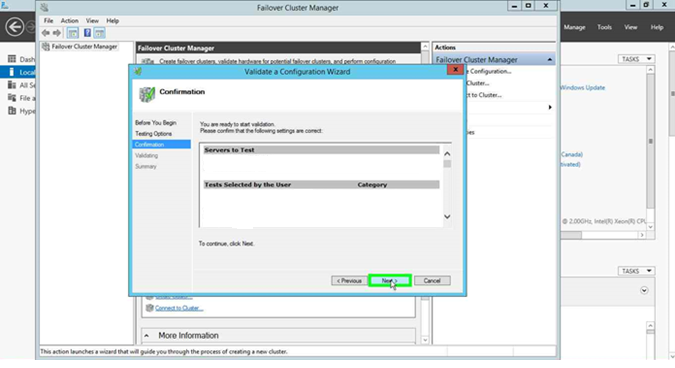 Failover Cluster Manager
File Action View Help
Manage Tools View Help
Failover Cluster Manager
Failover Cluster Manager
Create failover clusters, validate hardware for potential failover clusters, and perform configuration
Actions
Failover Cluster Manager
Configuration...
Cluster...
ct to Cluster...
es
Dash
Local
All Se
File a
Hype
TASKS
Windows Update
Canada)
tivated)
@ 2.00GHz, Intel(R) Xeon(R) CPU
TASKS
Validate a Configuration Wizard
Confirmation
Before You Begin
Testing Options
Confirmation
Validating
Summary
You are ready to start validation.
Please confirm that the following settings are correct:
Servers to Test
Tests Selected by the User Category
To continue, click Next.
< Previous Next > Cancel
Connect to Cluster...
More Information
This action launches a wizard that will guide you through the process of creating a new cluster.